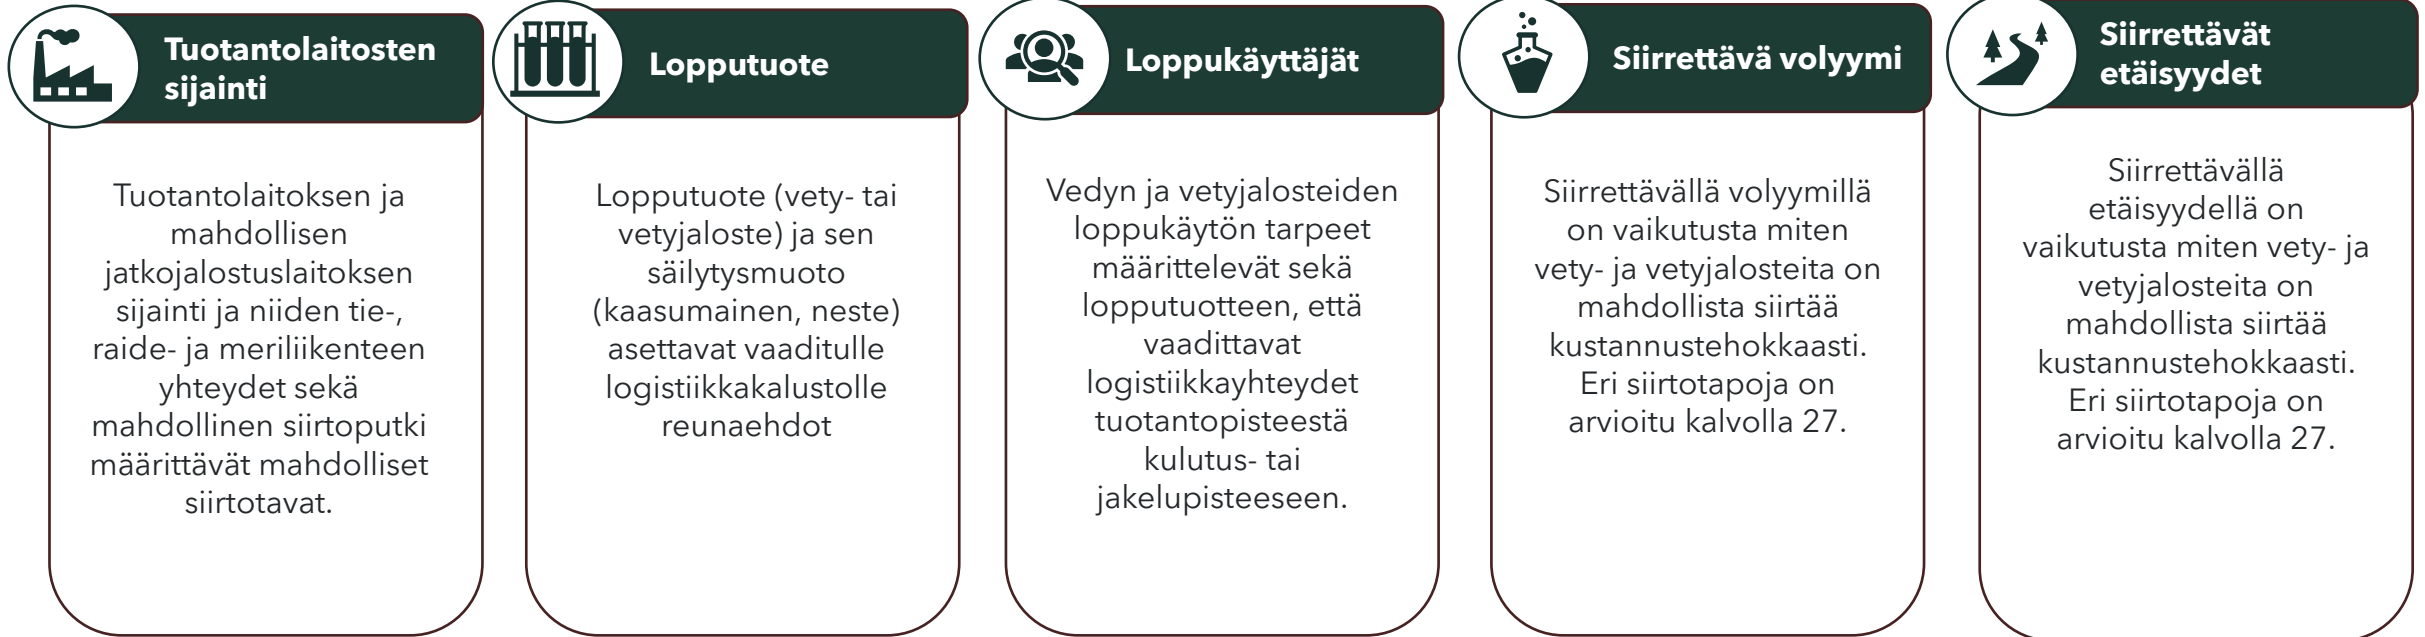 Tuotantolaitosten
sijainti
Tuotantolaitoksen ja
mahdollisen
jatkojalostuslaitoksen
sijainti ja niiden tie-,
raide- ja meriliikenteen
yhteydet sekä
mahdollinen siirtoputki
määrittävät mahdolliset
siirtotavat.
Lopputuote
Lopputuote (vety- tai
vetyjaloste) ja sen
säilytysmuoto
(kaasumainen, neste)
asettavat vaaditulle
logistiikkakalustolle
reunaehdot
Loppukäyttäjät
Vedyn ja vetyjalosteiden
loppukäytön tarpeet
määrittelevät sekä
lopputuotteen, että
vaadittavat
logistiikkayhteydet
tuotantopisteestä
kulutus- tai
jakelupisteeseen.
Siirrettävä volyymi
Siirrettävällä volyymillä
on vaikutusta miten
vety- ja vetyjalosteita on
mahdollista siirtää
kustannustehokkaasti.
Eri siirtotapoja on
arvioitu kalvolla 27.
Siirrettävät
etäisyydet
Siirrettävällä
etäisyydellä on
vaikutusta miten vety- ja
vetyjalosteita on
mahdollista siirtää
kustannustehokkaasti.
Eri siirtotapoja on
arvioitu kalvolla 27.